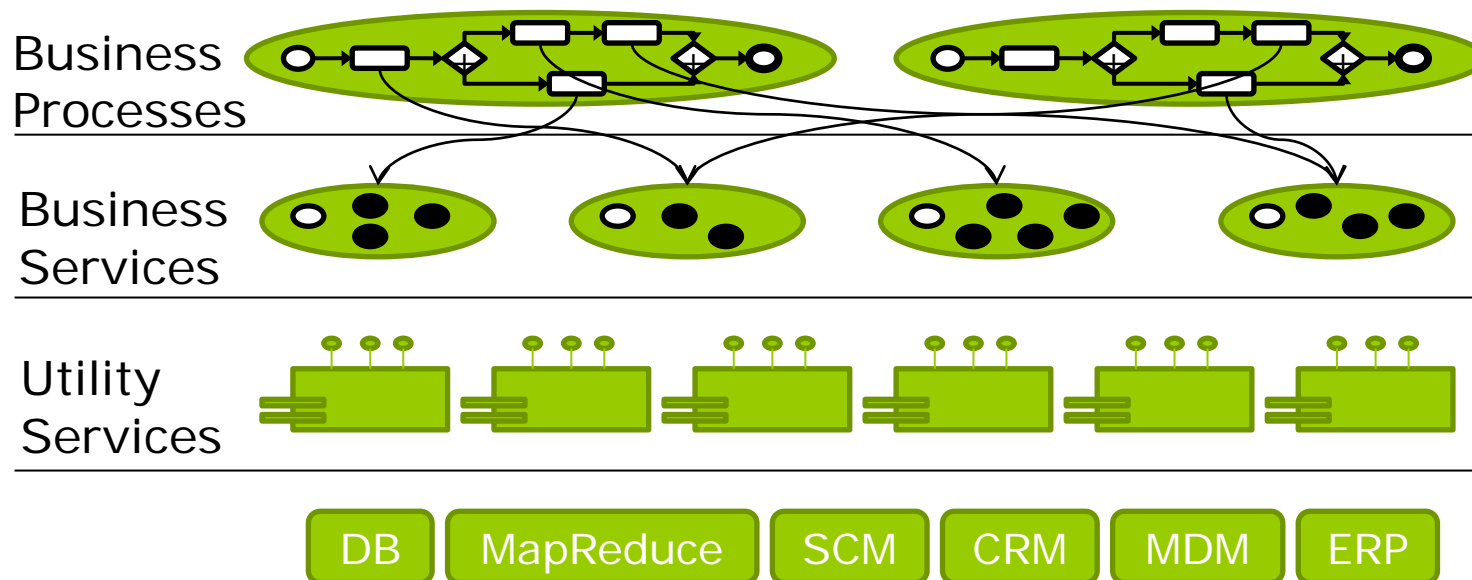 Business
Processes
Business
Services
Utility
Services
DB MapReduce SCM CRM MDM ERP